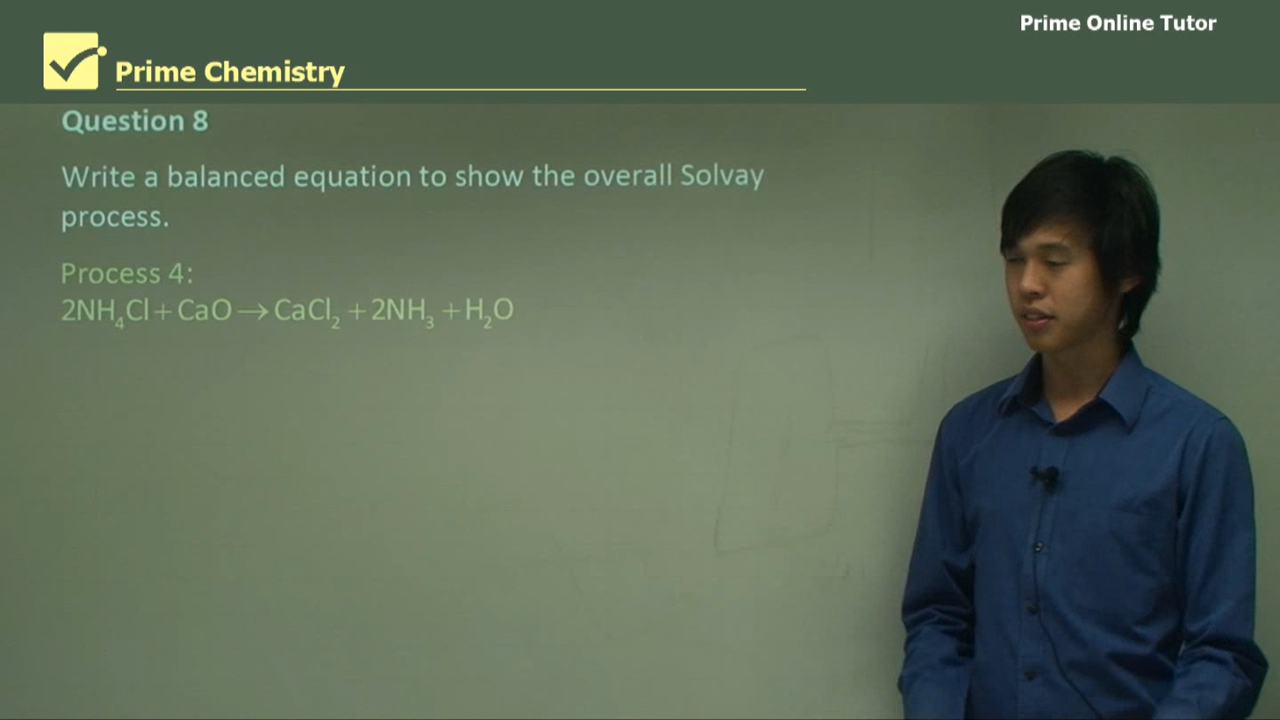 Prime Online Tutor
Prime Chemistry
Question 8
Write a balanced equation to show the overall Solvay
process.
Process 4:
2NH₄Cl + CaO → CaCl₂ + 2NH₃ + H₂O